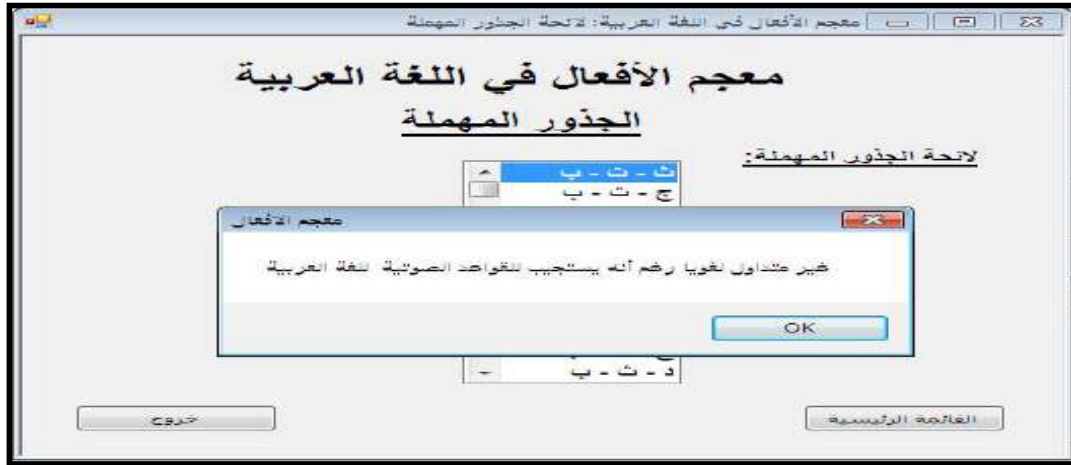 معجم الأفعال في اللغة العربية: لائحة الجذور المهملة
معجم الأفعال في اللغة العربية
الجذور المهملة
لائحة الجذور المهملة:
ث - ت - ب
ج - ت - ب
معجم الافعال
غير متداول لغويا رغم أنه يستجيب للقواعد الصوتية للغة العربية
OK
د - ث - ب
القائمة الرئيسية
خروج